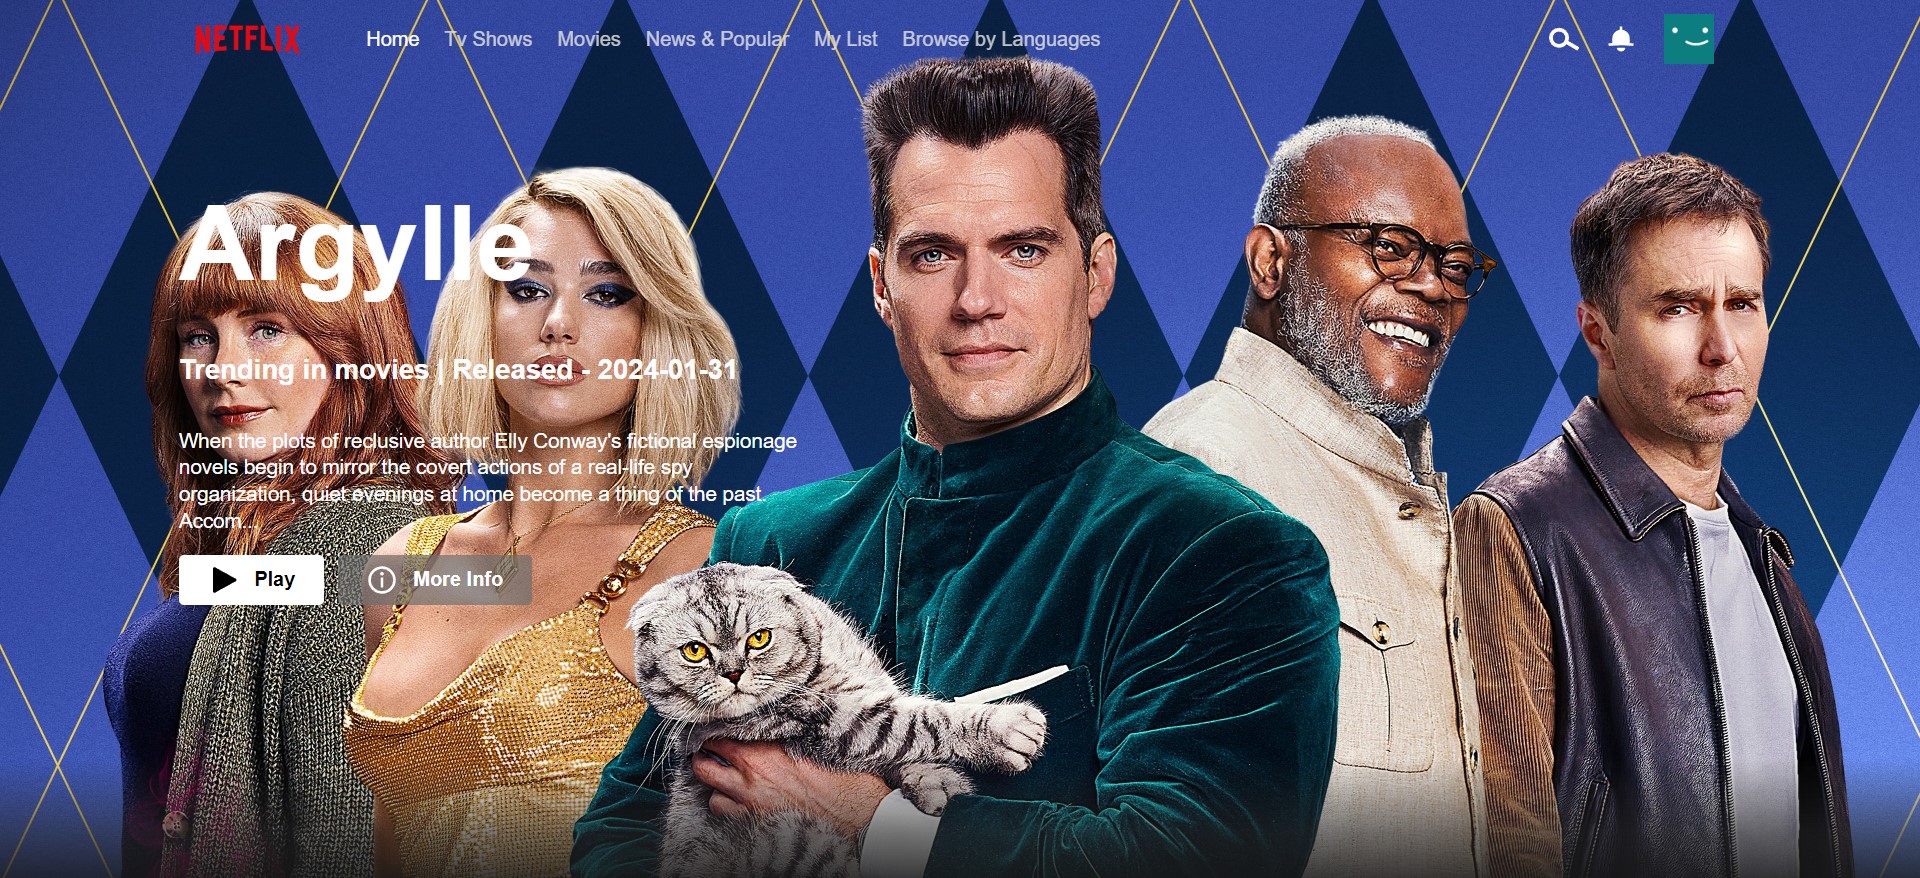 NETFLIX
Home Tv Shows Movies News & Popular My List Browse by Languages
Argylle
Trending in movies | Released - 2024-01-31
When the plots of reclusive author Elly Conway's fictional espionage
novels begin to mirror the covert actions of a real-life spy
organization, quiet evenings at home become a thing of the past.
Accom...
Play More Info